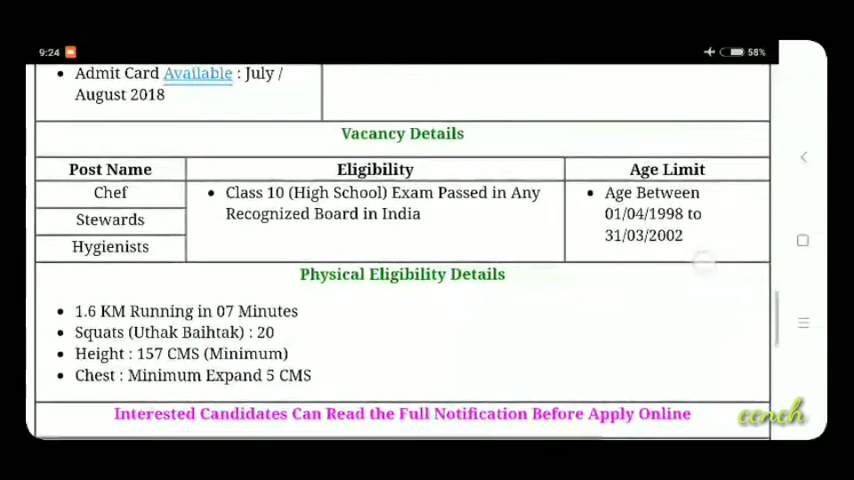 9:24
58%
Admit Card Available : July /
August 2018
Vacancy Details
Post Name
Eligibility
Age Limit
Chef
Stewards
Hygienists
Class 10 (High School) Exam Passed in Any
Recognized Board in India
Age Between
01/04/1998 to
31/03/2002
Physical Eligibility Details
1.6 KM Running in 07 Minutes
Squats (Uthak Baihtak) : 20
Height : 157 CMS (Minimum)
Chest : Minimum Expand 5 CMS
Interested Candidates Can Read the Full Notification Before Apply Online